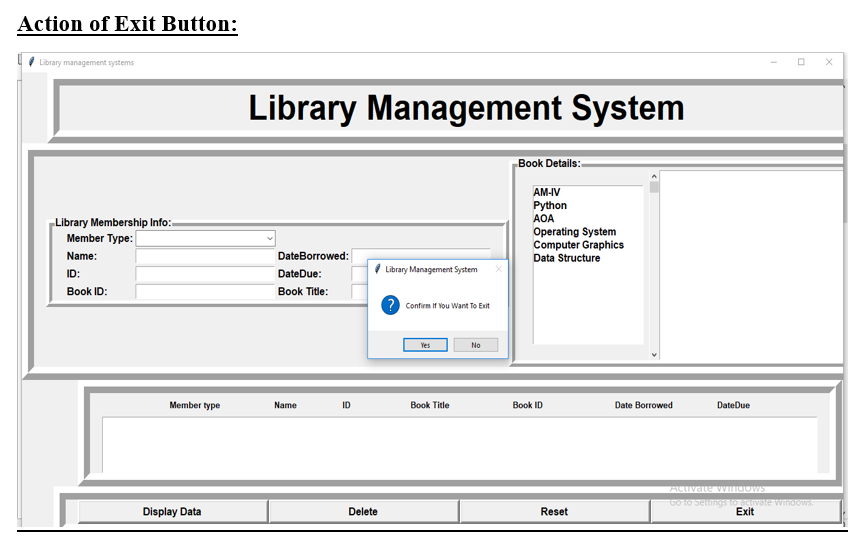 Action of Exit Button:
Library management systems
Library Management System
Book Details:
AM-IV
Python
AOA
Operating System
Computer Graphics
Data Structure
Library Membership Info:
Member Type:
Name:
DateBorrowed:
ID:
DateDue:
Book ID:
Book Title:
Library Management System
Confirm If You Want To Exit
Yes No
Member type Name ID Book Title Book ID Date Borrowed DateDue
Activate Windows
Go to Settings to activate Windows.
Display Data Delete Reset Exit